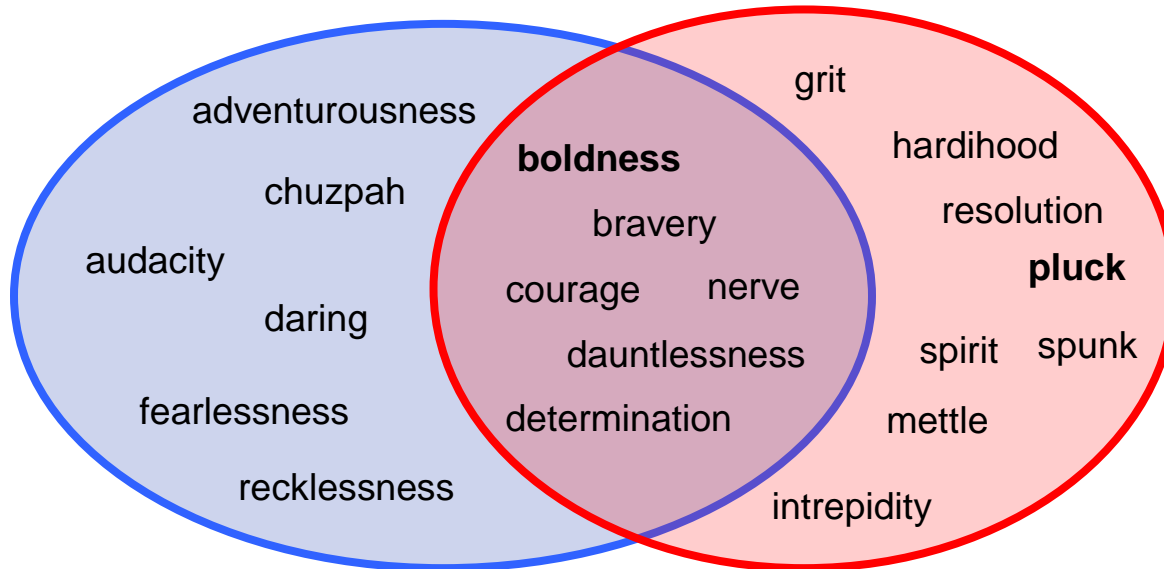 adventurousness
chuzpah
audacity
daring
fearlessness
recklessness
boldness
bravery
courage
nerve
dauntlessness
determination
grit
hardihood
resolution
pluck
spirit
spunk
mettle
intrepidity